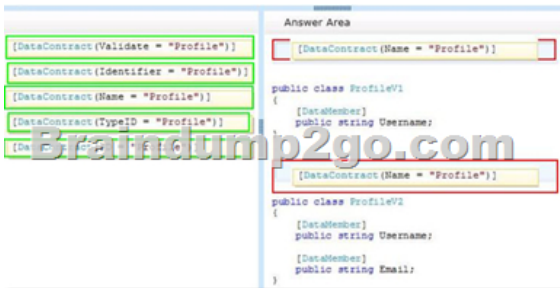 Answer Area
[DataContract(Validate = "Profile")]
[DataContract(Identifier = "Profile")]
[DataContract(Name = "Profile")]
[DataContract(TypeID = "Profile")]
[DataContract( = "Profile")]
Braindump2go.com
[DataContract(Name = "Profile")]
public class ProfileV1
{
[DataMember]
public string Username;
}
[DataContract(Name = "Profile")]
public class ProfileV2
{
[DataMember]
public string Username;
[DataMember]
public string Email;
}